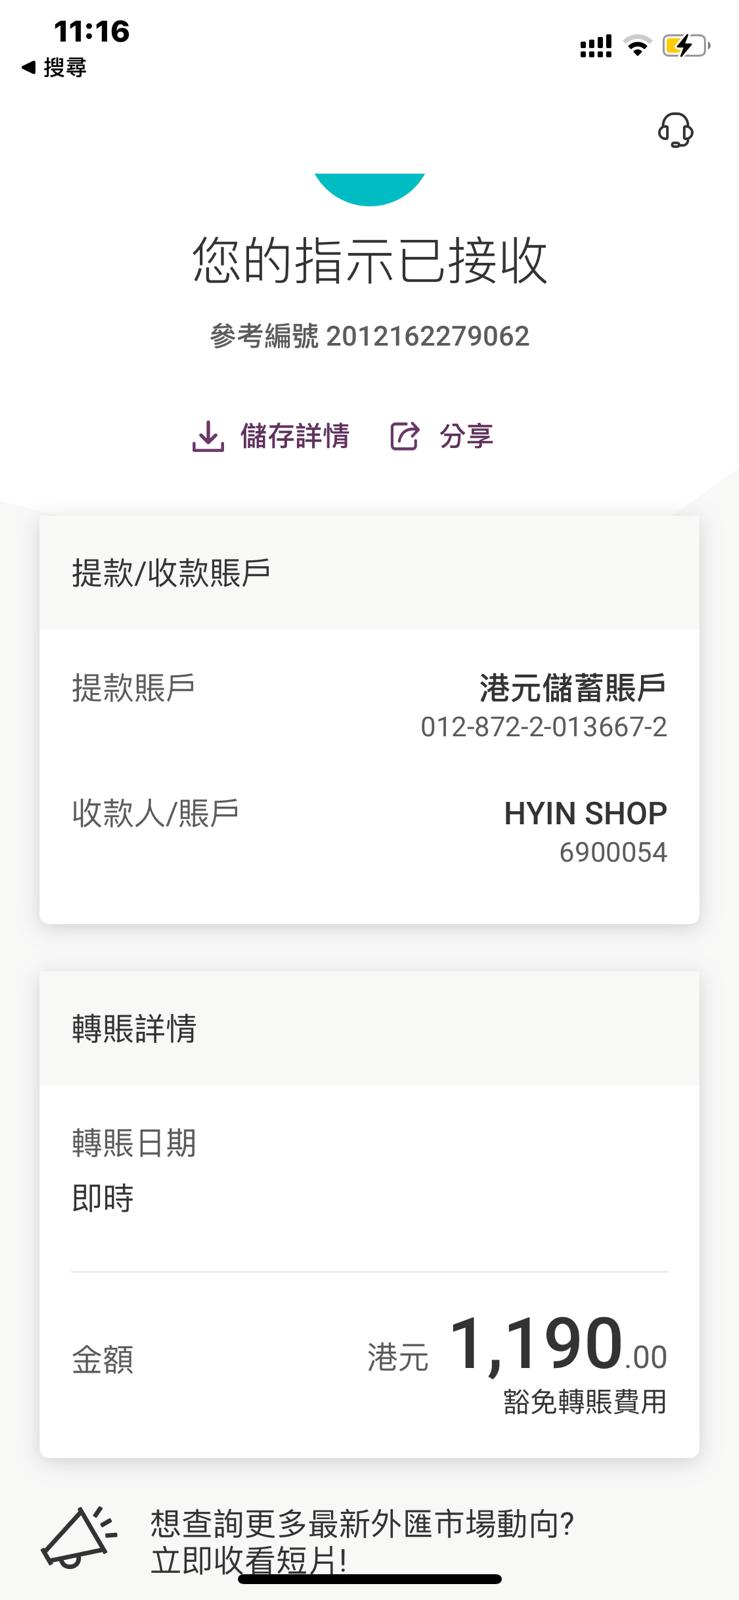 11:16
◀ 搜尋
您的指示已接收
參考編號 2012162279062
儲存詳情 分享
提款/收款賬戶
提款賬戶 港元儲蓄賬戶
012-872-2-013667-2
收款人/賬戶 HYIN SHOP
6900054
轉賬詳情
轉賬日期
即時
金額 港元 1,190.00
豁免轉賬費用
想查詢更多最新外匯市場動向?
立即收看短片!